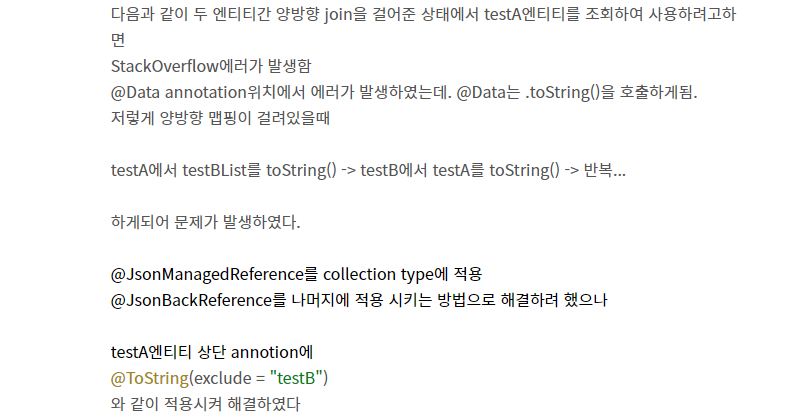 다음과 같이 두 엔티티간 양방향 join을 걸어준 상태에서 testA엔티티를 조회하여 사용하려고하
면
StackOverflow에러가 발생함
@Data annotation위치에서 에러가 발생하였는데. @Data는 .toString()을 호출하게됨.
저렇게 양방향 맵핑이 걸려있을때
testA에서 testBList를 toString() -> testB에서 testA를 toString() -> 반복...
하게되어 문제가 발생하였다.
@JsonManagedReference를 collection type에 적용
@JsonBackReference를 나머지에 적용 시키는 방법으로 해결하려 했으나
testA엔티티 상단 annotion에
@ToString(exclude = "testB")
와 같이 적용시켜 해결하였다